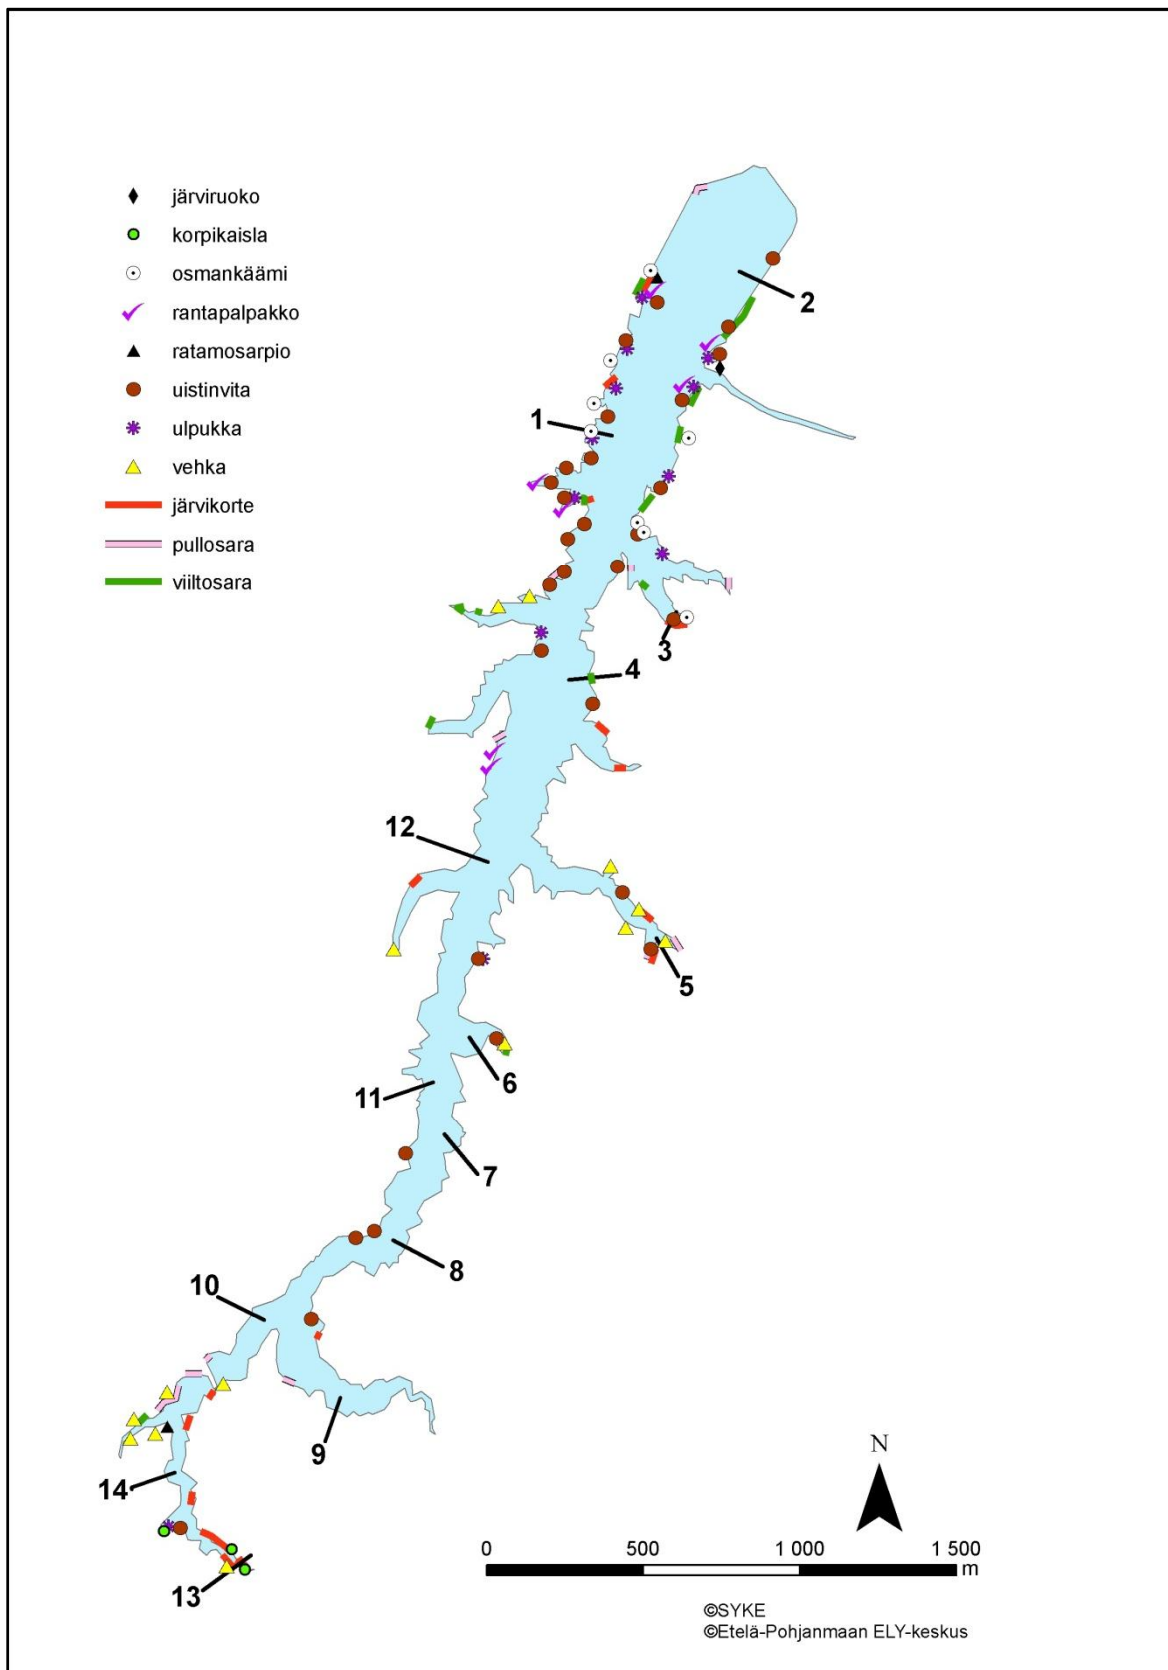 järviruoko
korpikaisla
osmankäämi
rantapalpakko
ratamosarpio
uistinvita
ulpukka
vehka
järvikorte
pullosara
viiltosara
2
1
3
4
12
5
6
11
7
8
10
9
14
13
N
0 500 1 000 1 500
m
©SYKE
©Etelä-Pohjanmaan ELY-keskus